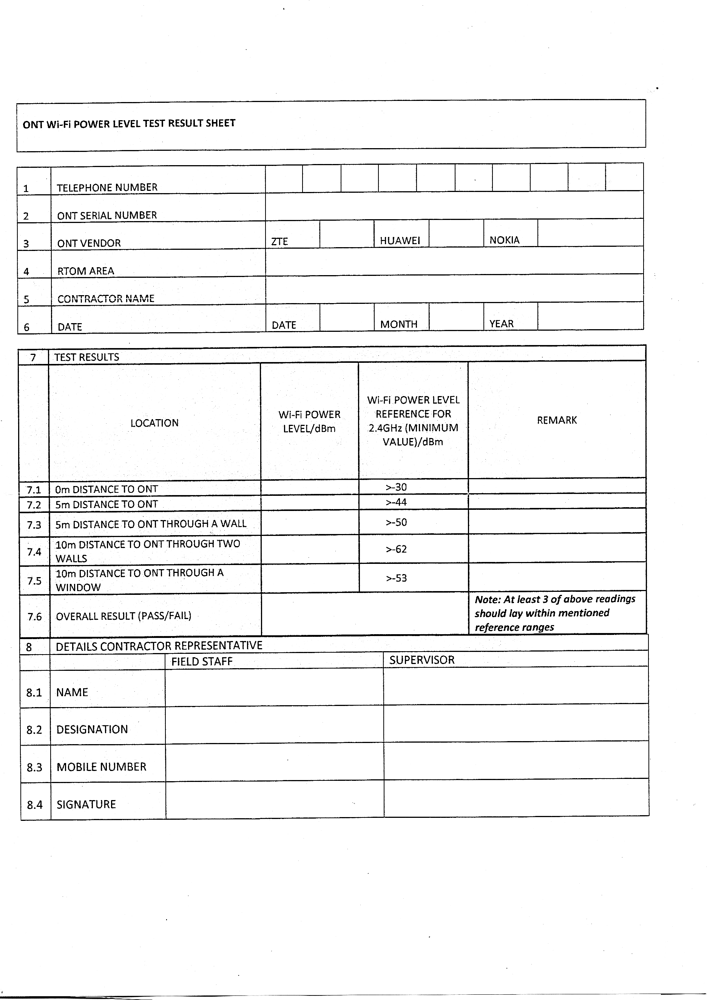 ONT Wi-Fi POWER LEVEL TEST RESULT SHEET
1 TELEPHONE NUMBER
2 ONT SERIAL NUMBER
3 ONT VENDOR ZTE HUAWEI NOKIA
4 RTOM AREA
5 CONTRACTOR NAME
6 DATE DATE MONTH YEAR
7 TEST RESULTS
LOCATION
Wi-Fi POWER
LEVEL/dBm
Wi-Fi POWER LEVEL
REFERENCE FOR
2.4GHz (MINIMUM
VALUE)/dBm
REMARK
7.1 0m DISTANCE TO ONT >-30
7.2 5m DISTANCE TO ONT >-44
7.3 5m DISTANCE TO ONT THROUGH A WALL >-50
7.4 10m DISTANCE TO ONT THROUGH TWO
WALLS >-62
7.5 10m DISTANCE TO ONT THROUGH A
WINDOW >-53
7.6 OVERALL RESULT (PASS/FAIL)
Note: At least 3 of above readings
should lay within mentioned
reference ranges
8 DETAILS CONTRACTOR REPRESENTATIVE
FIELD STAFF SUPERVISOR
8.1 NAME
8.2 DESIGNATION
8.3 MOBILE NUMBER
8.4 SIGNATURE